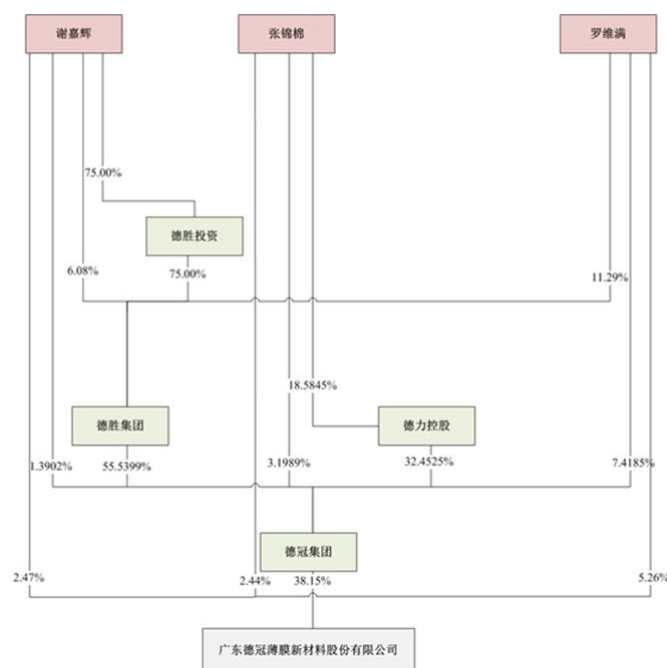 谢嘉辉
张锦棉
罗维满
75.00%
德胜投资
6.08%
75.00%
11.29%
18.5845%
德胜集团
德力控股
1.3902%
55.5399%
3.1989%
32.4525%
7.4185%
德冠集团
2.47%
2.44%
38.15%
5.26%
广东德冠薄膜新材料股份有限公司